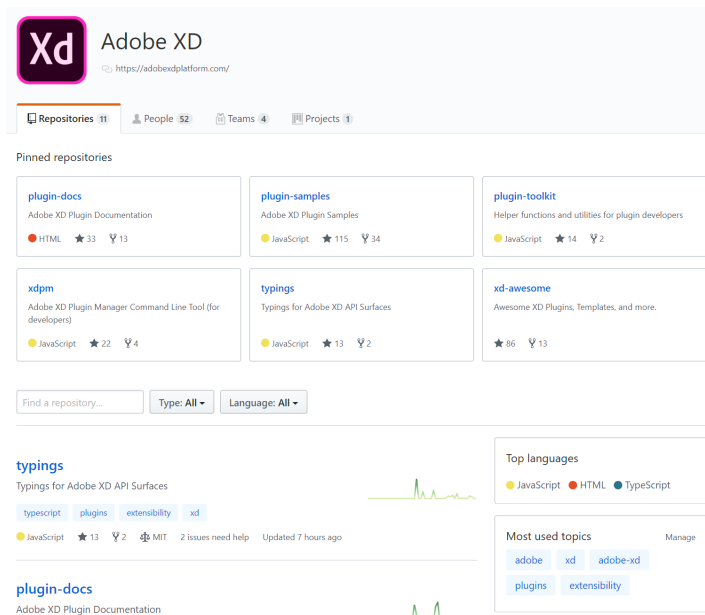 Xd
Adobe XD
https://adobexdplatform.com/
Repositories 11 People 52 Teams 4 Projects 1
Pinned repositories
plugin-docs
Adobe XD Plugin Documentation
HTML 33 13
plugin-samples
Adobe XD Plugin Samples
JavaScript 115 34
plugin-toolkit
Helper functions and utilities for plugin developers
JavaScript 14 2
xdpm
Adobe XD Plugin Manager Command Line Tool (for
developers)
JavaScript 22 4
typings
Typings for Adobe XD API Surfaces
JavaScript 13 2
xd-awesome
Awesome XD Plugins, Templates, and more.
86 13
Find a repository... Type: All Language: All
typings
Typings for Adobe XD API Surfaces
typescript plugins extensibility xd
JavaScript 13 2 MIT 2 issues need help Updated 7 hours ago
plugin-docs
Adobe XD Plugin Documentation
Top languages
JavaScript HTML TypeScript
Most used topics Manage
adobe xd adobe-xd
plugins extensibility